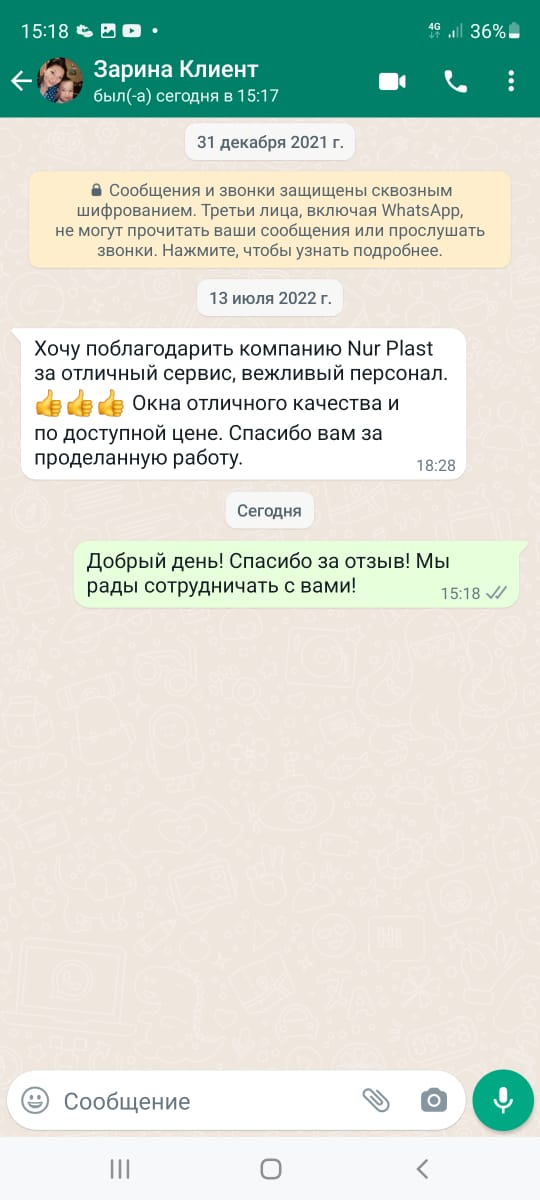 15:18
4G
36%
Зарина Клиент
был(-а) сегодня в 15:17
31 декабря 2021 г.
Сообщения и звонки защищены сквозным
шифрованием. Третьи лица, включая WhatsApp,
не могут прочитать ваши сообщения или прослушать
звонки. Нажмите, чтобы узнать подробнее.
13 июля 2022 г.
Хочу поблагодарить компанию Nur Plast
за отличный сервис, вежливый персонал.
👍👍👍 Окна отличного качества и
по доступной цене. Спасибо вам за
проделанную работу.
18:28
Сегодня
Добрый день! Спасибо за отзыв! Мы
рады сотрудничать с вами!
15:18
Сообщение